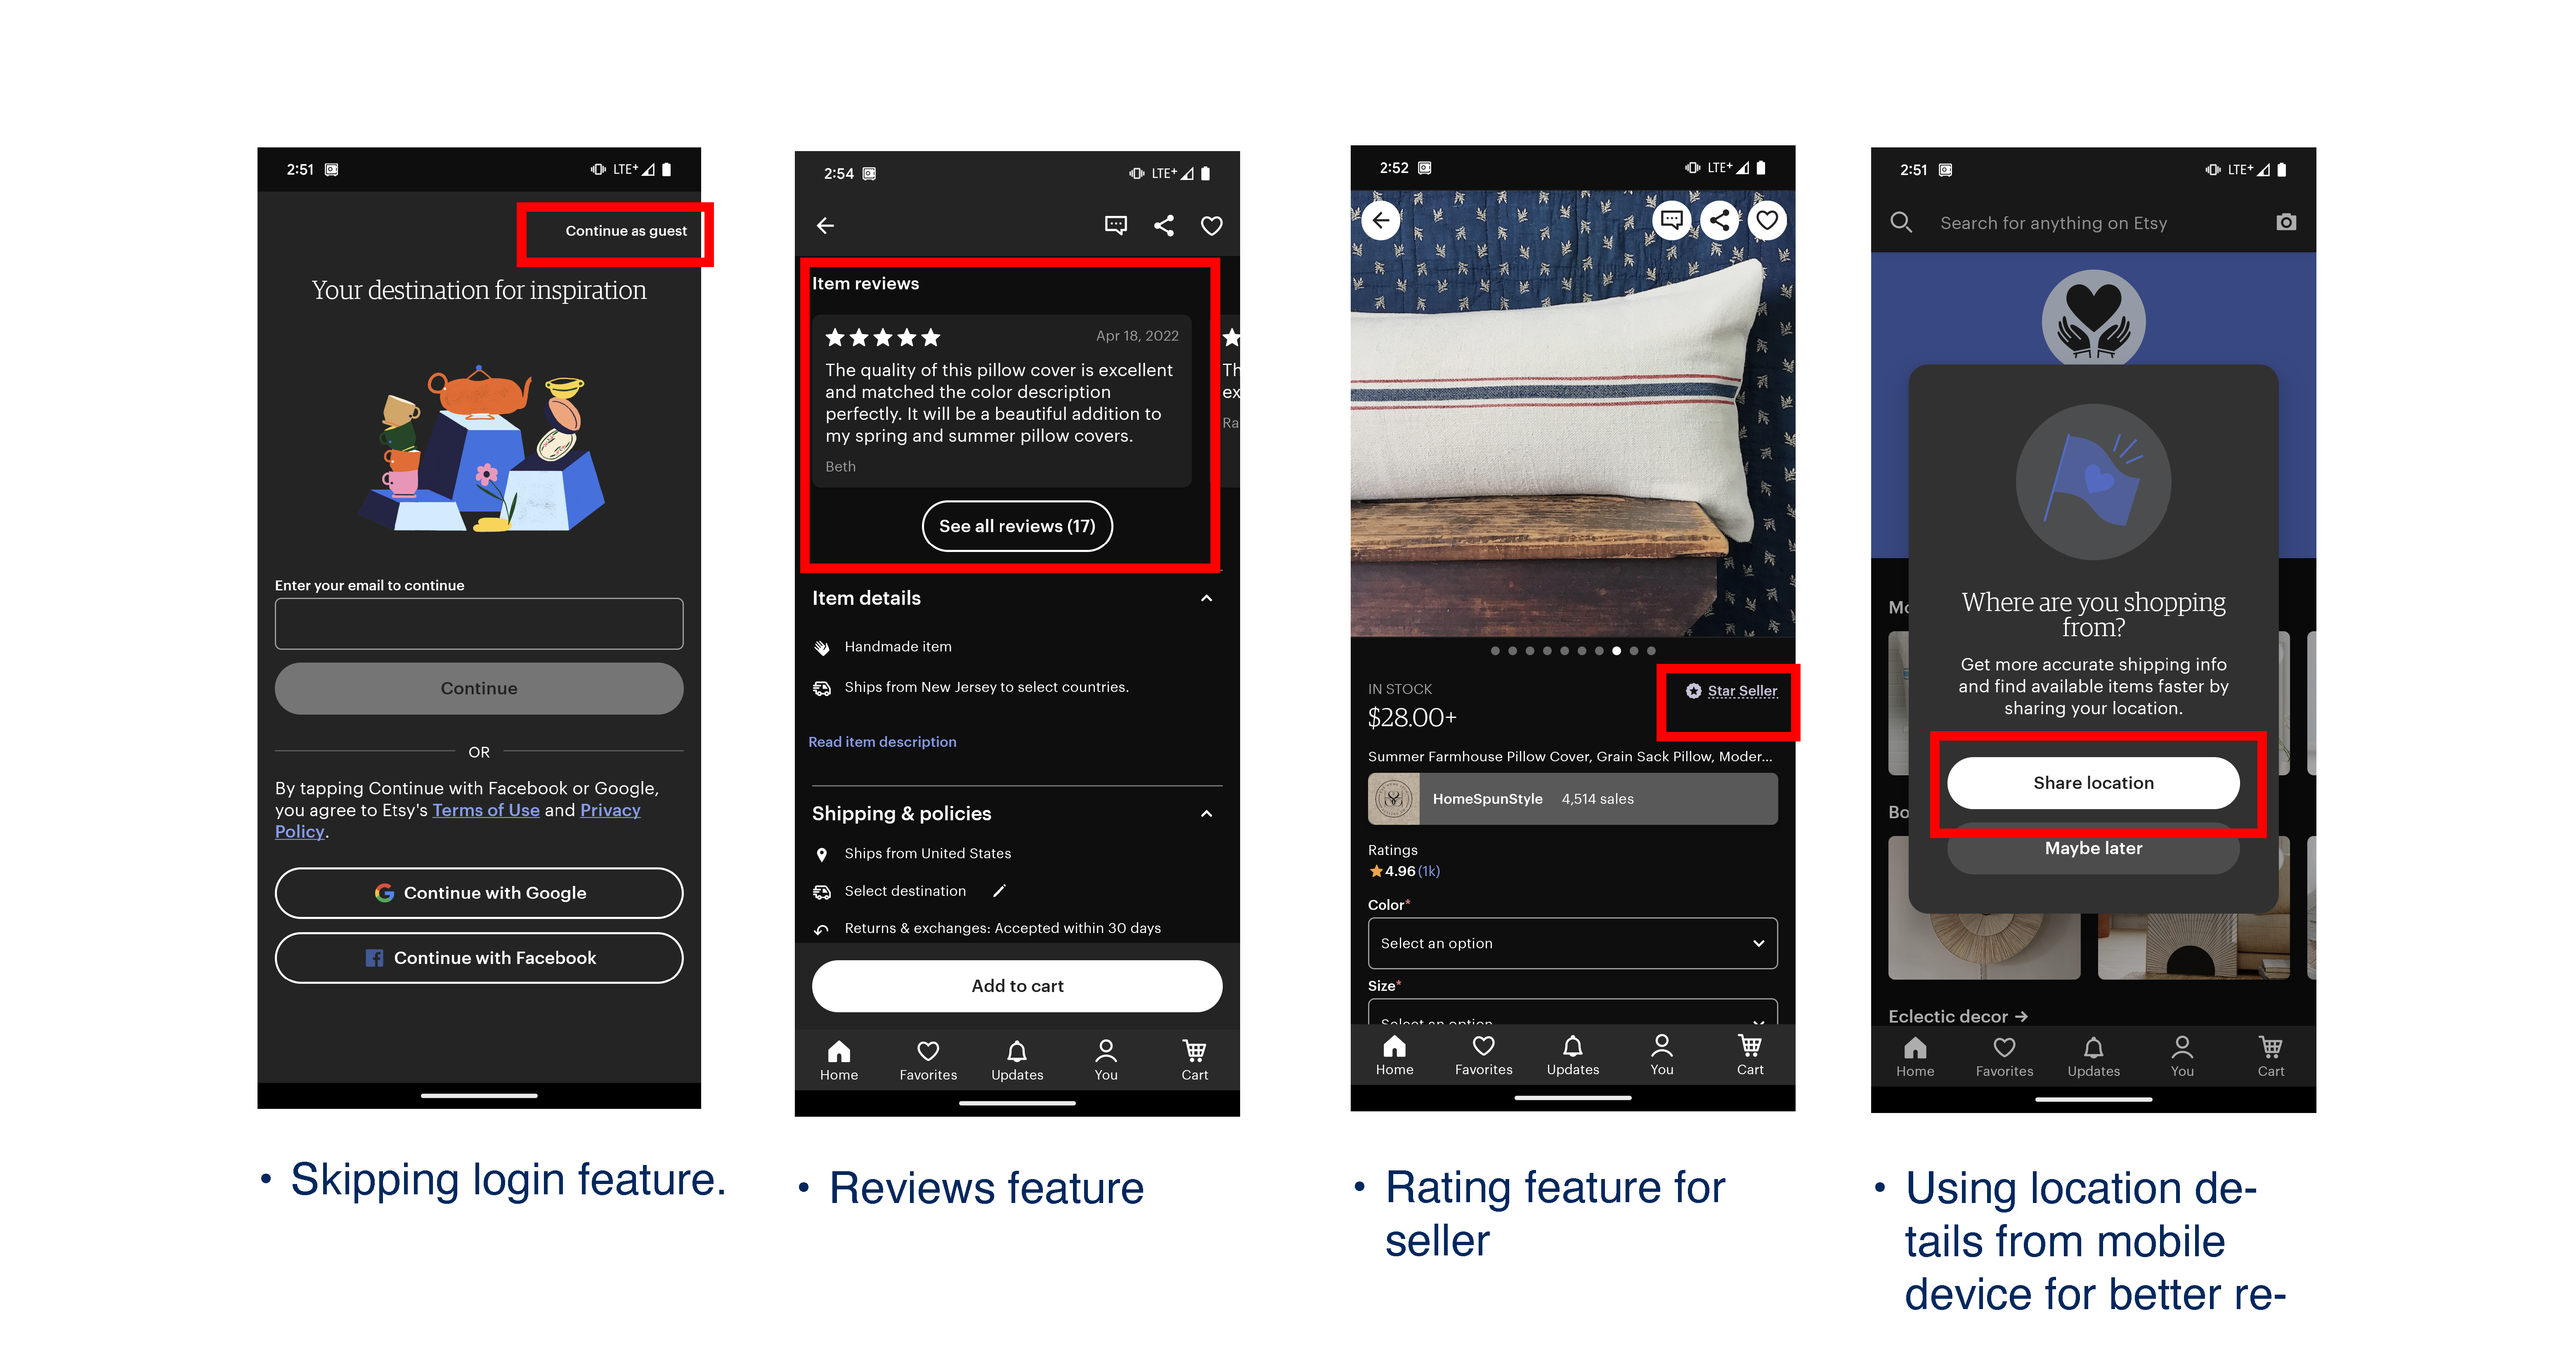 2:51
LTE+
Continue as guest
Your destination for inspiration
Enter your email to continue
Continue
OR
By tapping Continue with Facebook or Google,
you agree to Etsy's Terms of Use and Privacy
Policy.
Continue with Google
Continue with Facebook
• Skipping login feature.
2:54
LTE+
Item reviews
Apr 18, 2022
The quality of this pillow cover is excellent
and matched the color description
perfectly. It will be a beautiful addition to
my spring and summer pillow covers.
Beth
Th
ex
Ra
See all reviews (17)
Item details
Handmade item
Ships from New Jersey to select countries.
Read item description
Shipping & policies
Ships from United States
Select destination
Returns & exchanges: Accepted within 30 days
Add to cart
Home Favorites Updates You Cart
• Reviews feature
2:52
LTE+
IN STOCK
Star Seller
$28.00+
Summer Farmhouse Pillow Cover, Grain Sack Pillow, Moder...
HomeSpunStyle 4,514 sales
Ratings
4.96 (1k)
Color*
Select an option
Size*
Select an option
Home Favorites Updates You Cart
• Rating feature for
seller
2:51
LTE+
Search for anything on Etsy
Mo
Where are you shopping
from?
Get more accurate shipping info
and find available items faster by
sharing your location.
Share location
Bo
Maybe later
Eclectic decor →
Home Favorites Updates You Cart
• Using location de-
tails from mobile
device for better re-